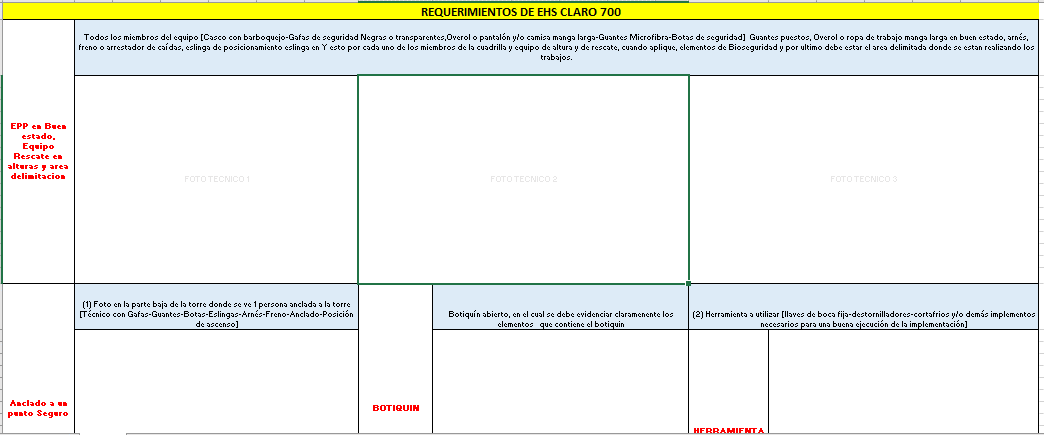 REQUERIMIENTOS DE EHS CLARO 700
Todos los miembros del equipo [Casco con barboquejo-Gafas de seguridad Negras o transparentes,Overol o pantalón y/o camisa manga larga-Guantes Microfibra-Botas de seguridad] Guantes puestos, Overol o ropa de trabajo manga larga en buen estado, arnés,
freno o arrestador de caídas, eslinga de posicionamiento eslinga en Y esto por cada uno de los miembros de la cuadrilla y equipo de altura y de rescate, cuando aplique, elementos de Bioseguridad y por ultimo debe estar el area delimitada donde se estan realizando los
trabajos.
EPP en Buen
estado,
Equipo
Rescate en
alturas y area
delimitacion
FOTO TECNICO 1
FOTO TECNICO 2
FOTO TECNICO 3
(1) Foto en la parte baja de la torre donde se ve 1 persona anclada a la torre
[Técnico con Gafas-Guantes-Botas-Eslingas-Arnés-Freno-Anclado-Posición
de ascenso]
Botiquín abierto, en el cual se debe evidenciar claramente los
elementos que contiene el botiquin
(2) Herramienta a utilizar [llaves de boca fija-destornilladores-cortafrios y/o demás implementos
necesarios para una buena ejecución de la implementación]
Anclado a un
punto Seguro
BOTIQUIN
HERRAMIENTA